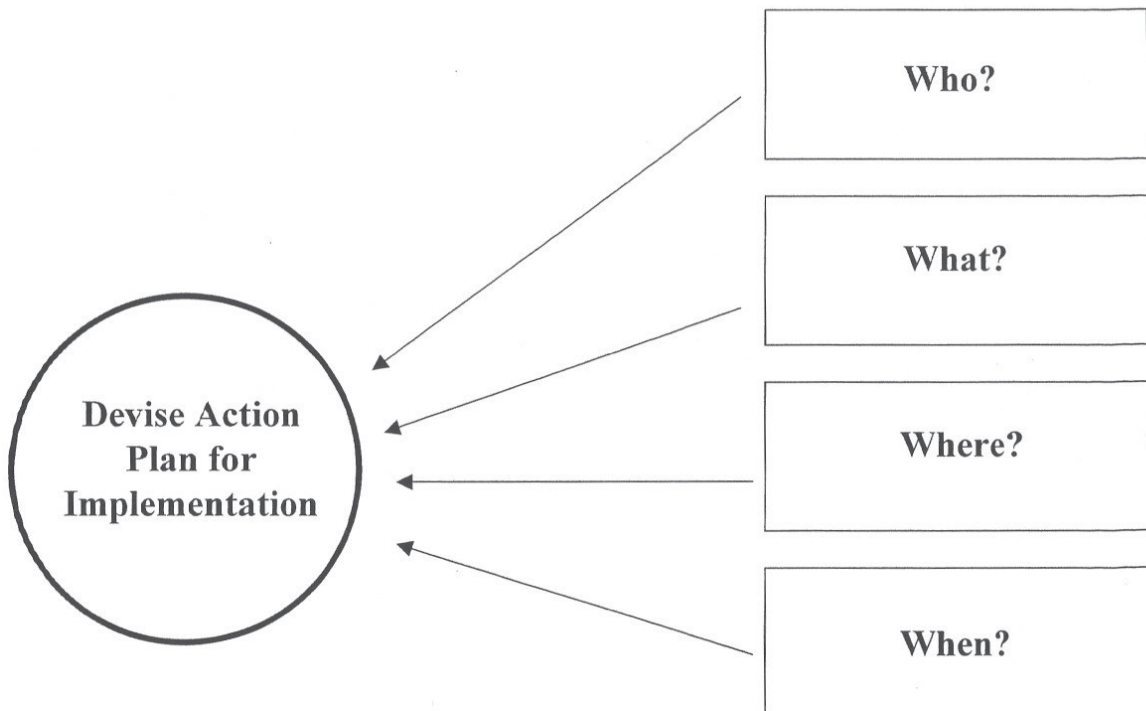 Who?
What?
Devise Action
Plan for
Implementation
Where?
When?